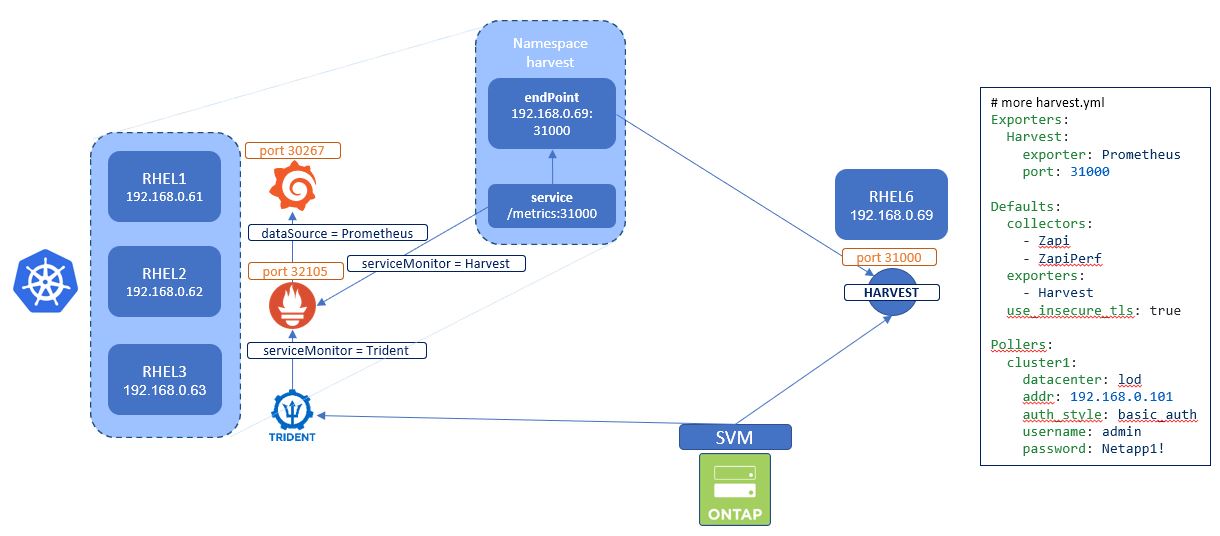 Namespace
harvest
endPoint
192.168.0.69:
31000
service
/metrics:31000
RHEL1
192.168.0.61
RHEL2
192.168.0.62
RHEL3
192.168.0.63
port 30267
dataSource = Prometheus
port 32105
serviceMonitor = Harvest
serviceMonitor = Trident
TRIDENT
RHEL6
192.168.0.69
port 31000
HARVEST
SVM
ONTAP
# more harvest.yml
Exporters:
Harvest:
exporter: Prometheus
port: 31000
Defaults:
collectors:
- Zapi
- ZapiPerf
exporters:
- Harvest
use_insecure_tls: true
Pollers:
cluster1:
datacenter: lod
addr: 192.168.0.101
auth_style: basic_auth
username: admin
password: Netapp1!